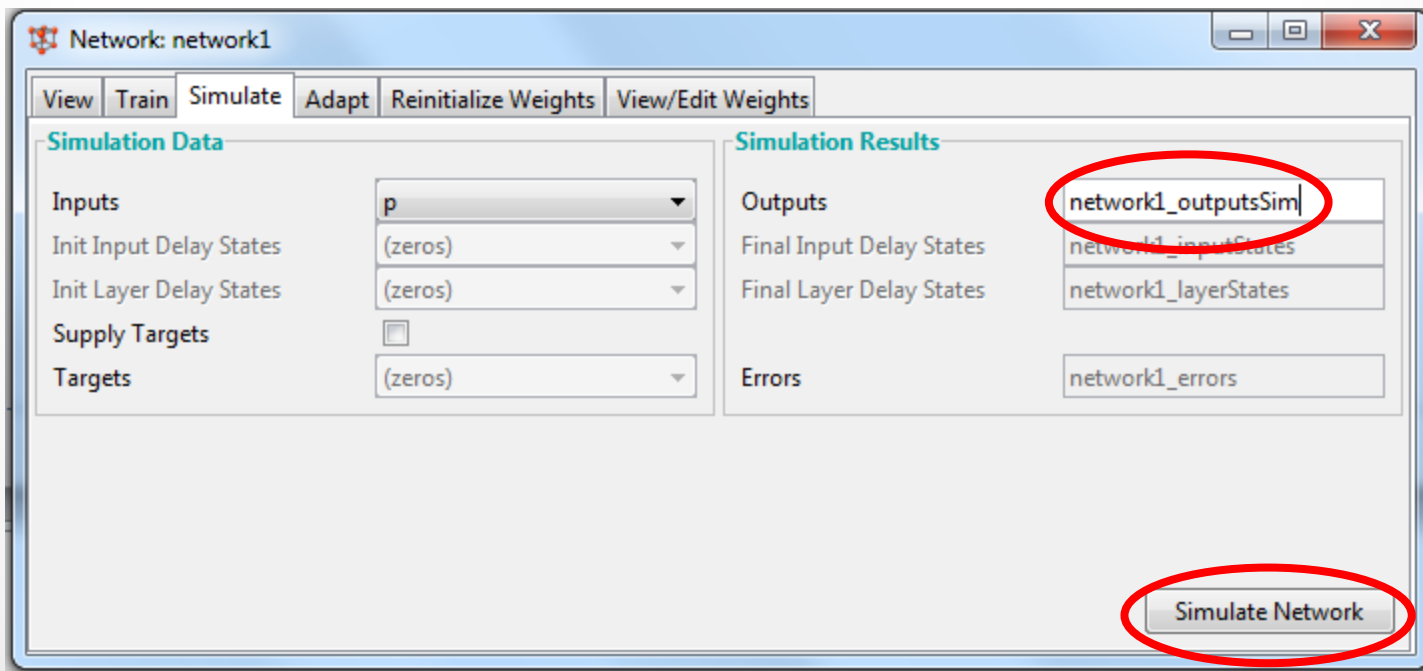 Network: network1
View Train Simulate Adapt Reinitialize Weights View/Edit Weights
Simulation Data
Inputs p
Init Input Delay States (zeros)
Init Layer Delay States (zeros)
Supply Targets
Targets (zeros)
Simulation Results
Outputs network1_outputsSim
Final Input Delay States network1_inputStates
Final Layer Delay States network1_layerStates
Errors network1_errors
Simulate Network